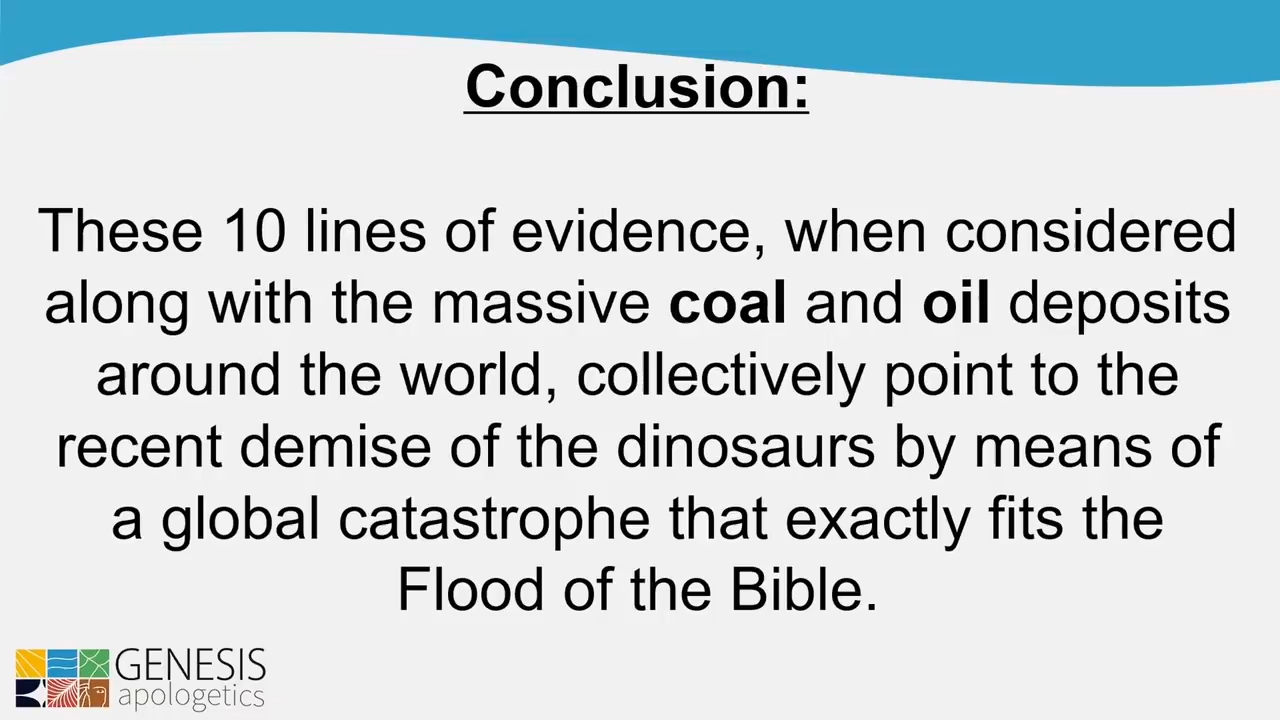 Conclusion:
These 10 lines of evidence, when considered
along with the massive coal and oil deposits
around the world, collectively point to the
recent demise of the dinosaurs by means of
a global catastrophe that exactly fits the
Flood of the Bible.
GENESIS
apologetics